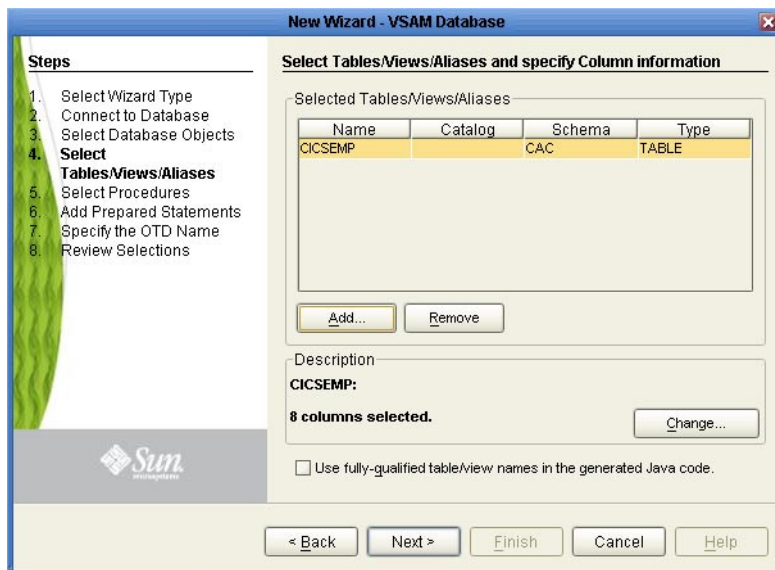 New Wizard - VSAM Database
Steps
1. Select Wizard Type
2. Connect to Database
3. Select Database Objects
4. Select
Tables/Views/Aliases
5. Select Procedures
6. Add Prepared Statements
7. Specify the OTD Name
8. Review Selections
Sun
microsystems
Select Tables/Views/Aliases and specify Column information
Selected Tables/Views/Aliases
Name Catalog Schema Type
CICSEMP CAC TABLE
Add... Remove
Description
CICSEMP:
8 columns selected.
Change...
Use fully-qualified table/view names in the generated Java code.
< Back Next > Finish Cancel Help